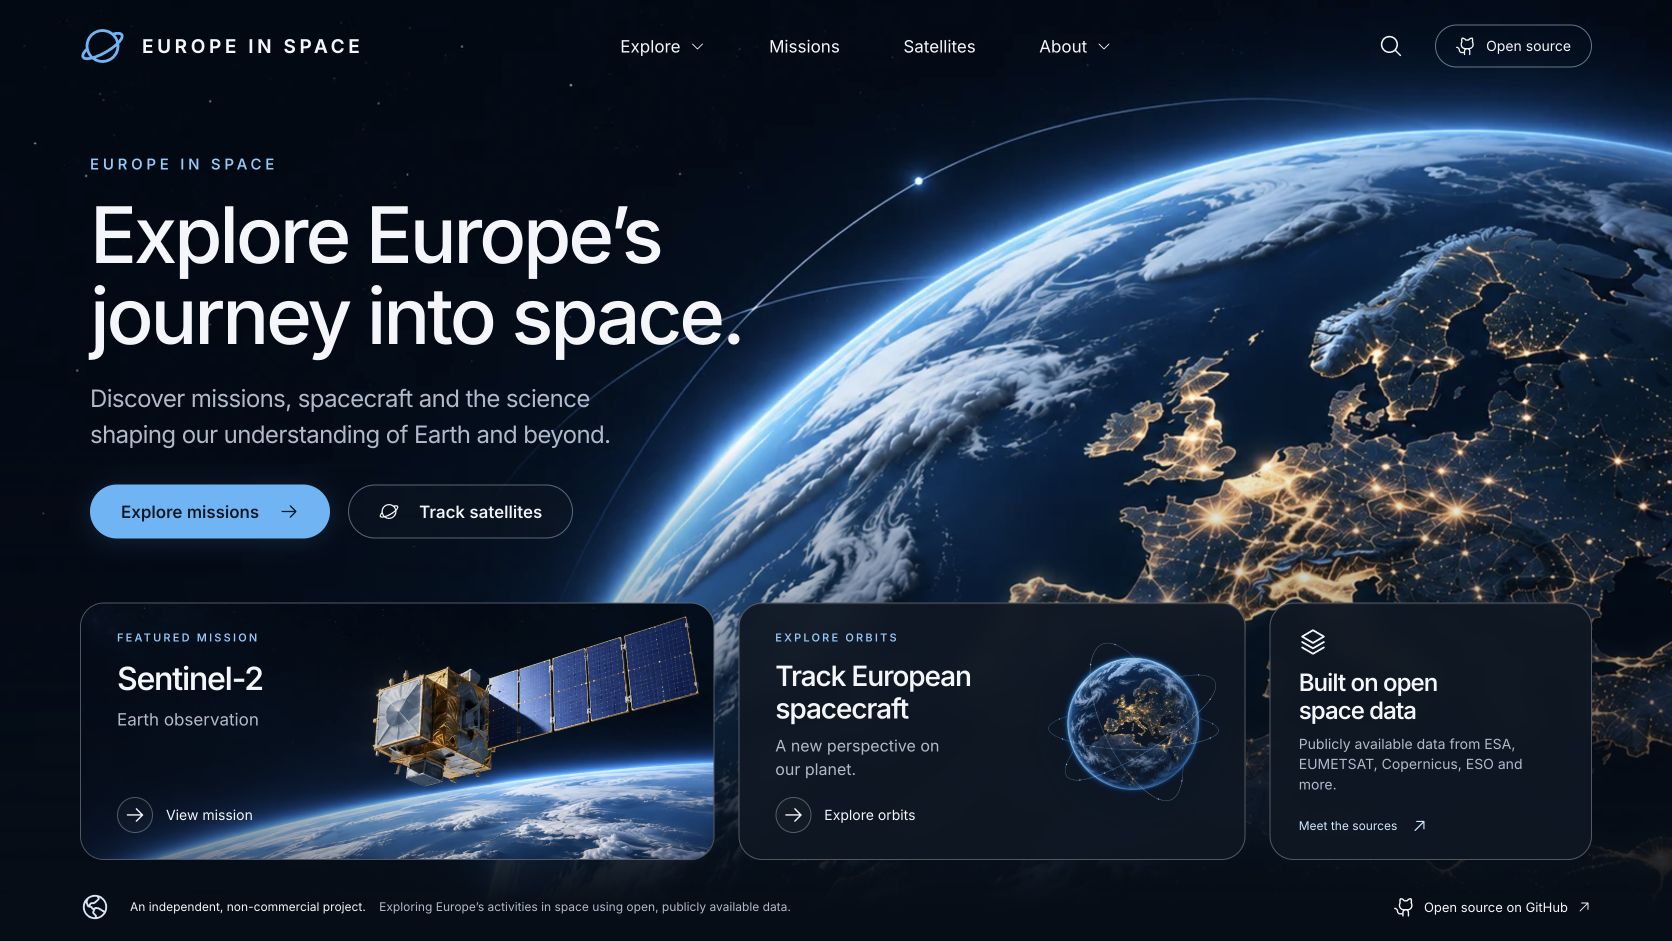 EUROPE IN SPACE
Explore
Missions
Satellites
About
Open source
EUROPE IN SPACE
Explore Europe’s
journey into space.
Discover missions, spacecraft and the science
shaping our understanding of Earth and beyond.
Explore missions
Track satellites
FEATURED MISSION
Sentinel-2
Earth observation
View mission
EXPLORE ORBITS
Track European
spacecraft
A new perspective on
our planet.
Explore orbits
Built on open
space data
Publicly available data from ESA,
EUMETSAT, Copernicus, ESO and
more.
Meet the sources
An independent, non-commercial project.
Exploring Europe’s activities in space using open, publicly available data.
Open source on GitHub